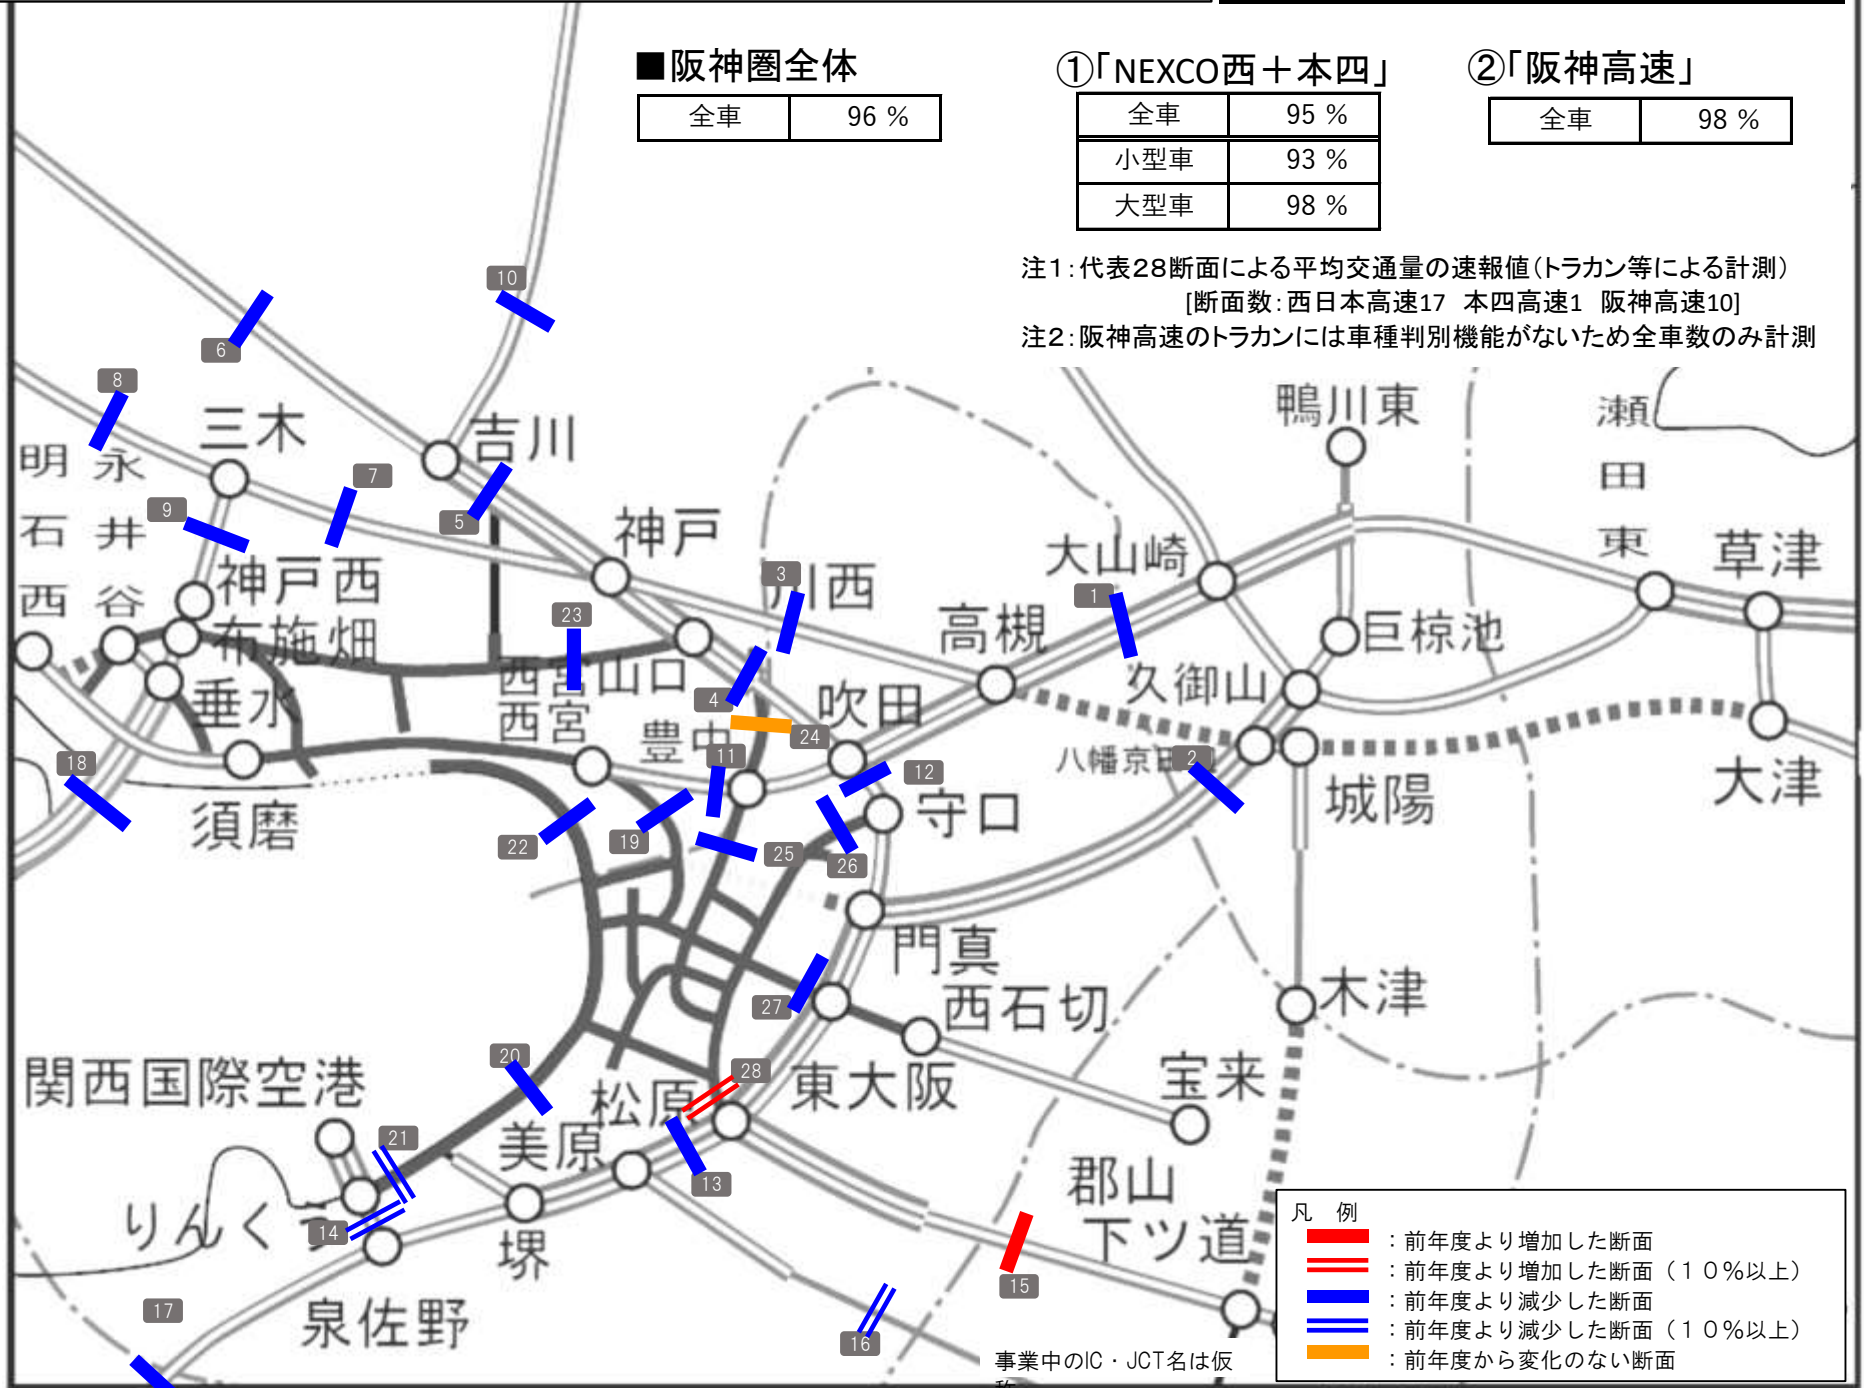 ■阪神圏全体
全車 96 %
①「NEXCO西＋本四」
全車 95 %
小型車 93 %
大型車 98 %
②「阪神高速」
全車 98 %
注1：代表28断面による平均交通量の速報値（トラカン等による計測）
[断面数：西日本高速17 本四高速1 阪神高速10]
注2：阪神高速のトラカンには車種判別機能がないため全車数のみ計測
10
6
8
三木
吉川
鴨川東
瀬田東
明石西
永井谷
7
9
5
神戸
神戸西
布施畑
3
川西
大山崎
1
草津
23
高槻
巨椋池
久御山
垂水
西宮山口
西宮
4
吹田
豊中
24
11
12
八幡京田
2
18
城陽
大津
須磨
守口
22
19
25
26
門真
西石切
27
木津
関西国際空港
20
松原
28
東大阪
宝来
21
美原
13
郡山下ツ道
りんくう
14
堺
15
17
泉佐野
16
事業中のIC・JCT名は仮
凡 例
：前年度より増加した断面
：前年度より増加した断面（１０％以上）
：前年度より減少した断面
：前年度より減少した断面（１０％以上）
：前年度から変化のない断面